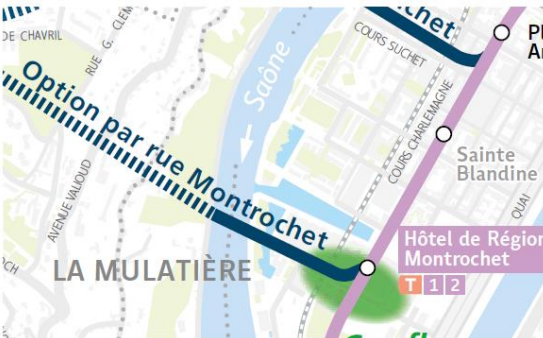 DE CHAVRIL
RUE G. CLEM
chet
COURS SUCHET
Pl
Saône
Option par rue Montrochet
COURS CHARLEMAGNE
Sainte
Blandine
AVENUE VALIOUD
QUAI
Hôtel de Région
Montrochet
T 1 2
LA MULATIÈRE